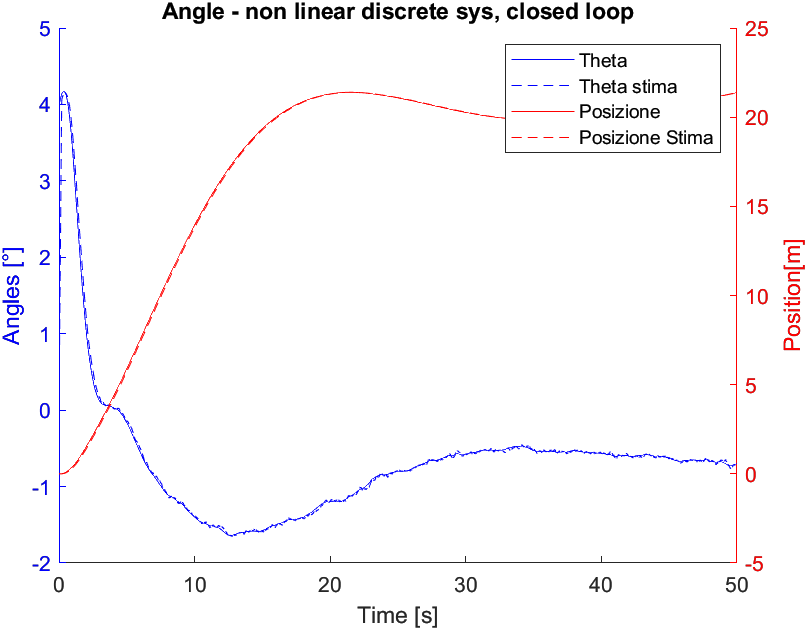 Angle - non linear discrete sys, closed loop
Theta
Theta stima
Posizione
Posizione Stima
Angles [°]
5
4
3
2
1
0
-1
-2
Position[m]
25
20
15
10
5
0
-5
0
10
20
30
40
50
Time [s]